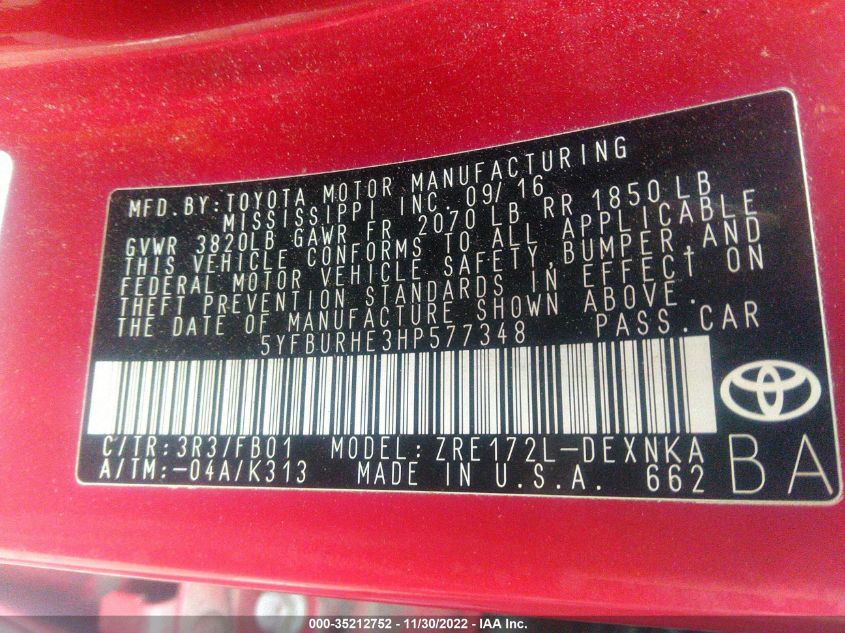 MFD.BY:TOYOTA MOTOR MANUFACTURING
MISSISSIPPI INC. 09/16
GVWR 3820LB GAWR FR 2070 LB RR 1850 LB
THIS VEHICLE CONFORMS TO ALL APPLICABLE
FEDERAL MOTOR VEHICLE SAFETY,BUMPER,AND
THEFT PREVENTION STANDARDS IN EFFECT ON
THE DATE OF MANUFACTURE SHOWN ABOVE.
5YFBURHE3HP577348 PASS.CAR
C/TR:3R3/FB01 MODEL:ZRE172L-DEXNKA
A/TM:-04A/K313 MADE IN U.S.A. 662
BA
000-35212752 - 11/30/2022 - IAA Inc.